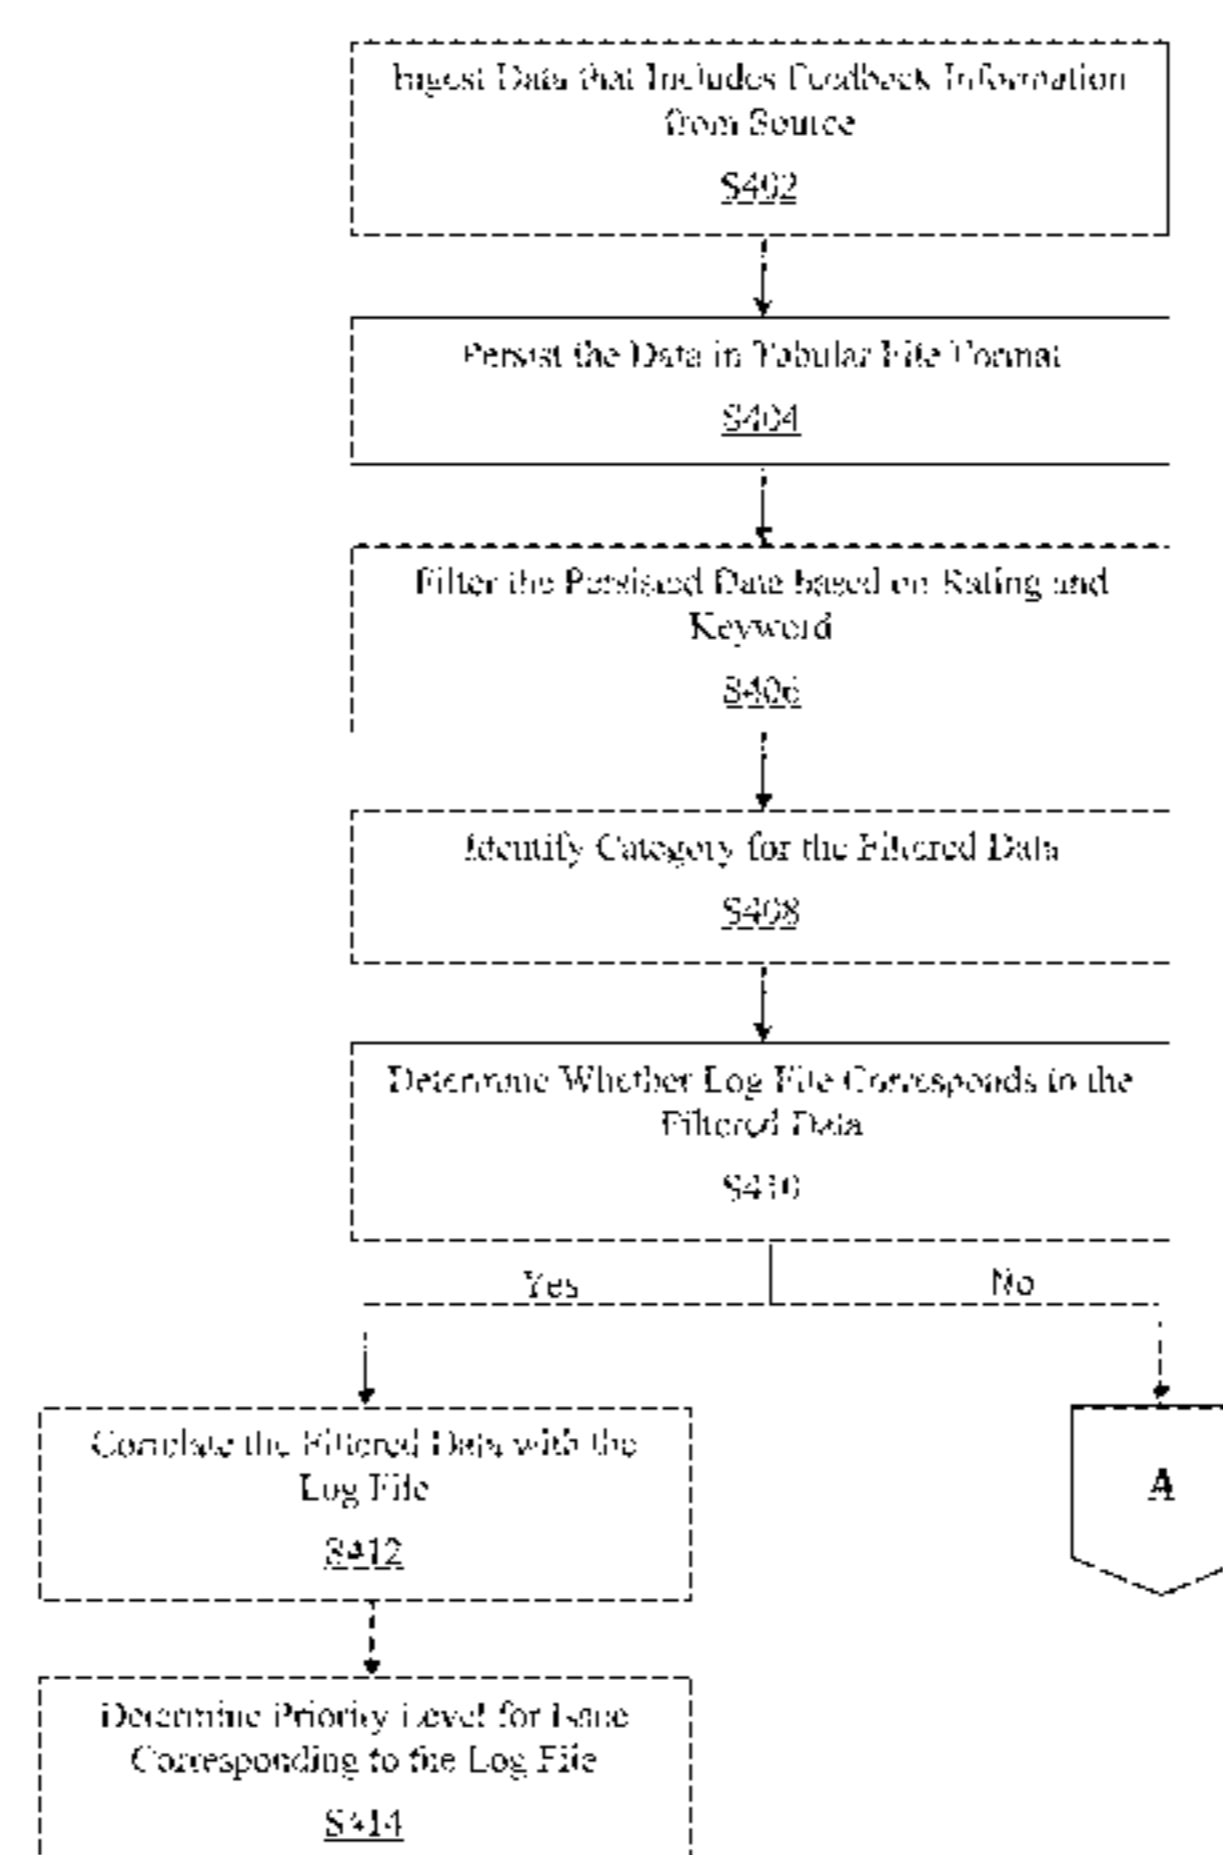 Ingest Data that Includes Feedback Information
from Source
S402
Persist the Data in Tabular File Format
S404
Filter the Persisted Data based on Rating and
Keyword
S406
Identify Category for the Filtered Data
S408
Determine Whether Log File Corresponds to the
Filtered Data
S410
Yes
No
Correlate the Filtered Data with the
Log File
S412
A
Determine Priority Level for Issue
Corresponding to the Log File
S414